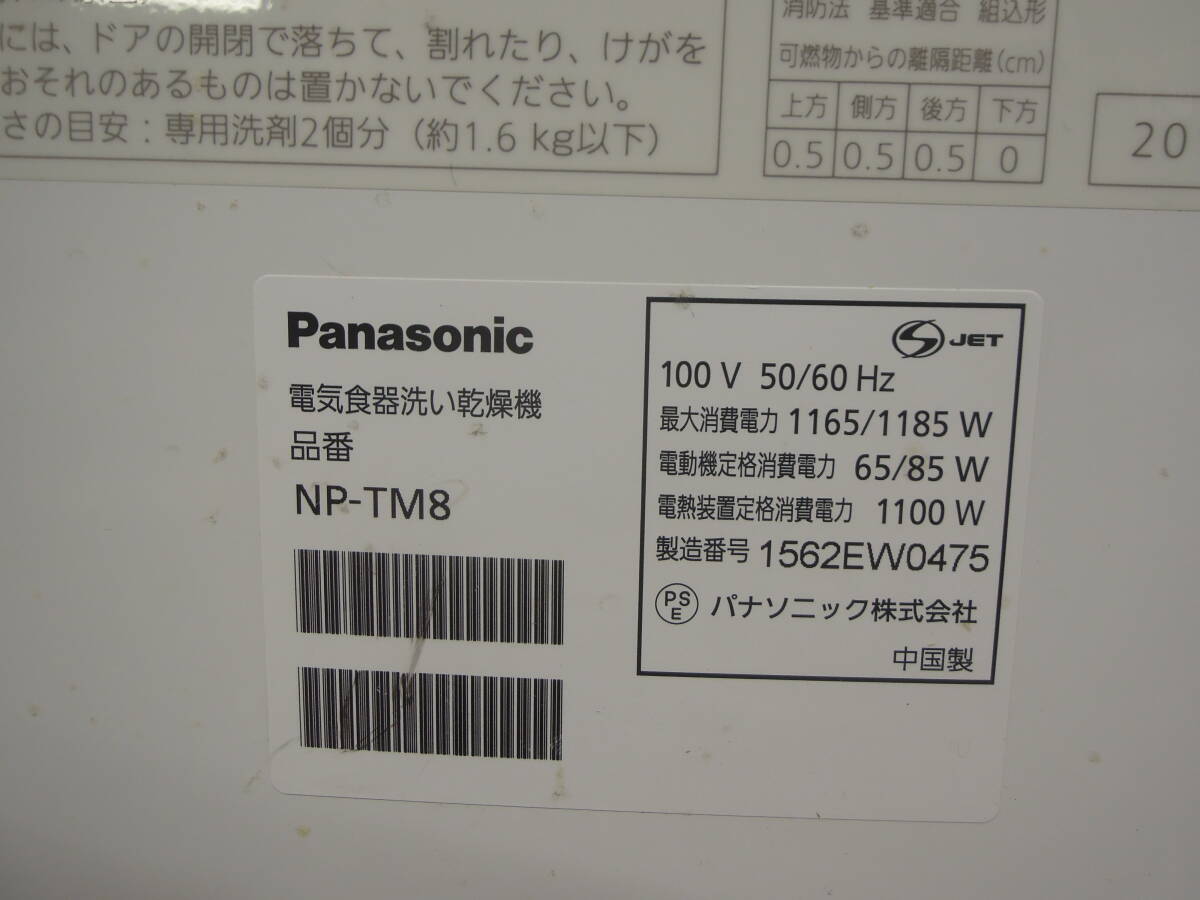 には、ドアの開閉で落ちて、割れたり、けがを
おそれのあるものは置かないでください。
さの目安：専用洗剤2個分（約1.6 kg以下）
消防法 基準適合 組込形
可燃物からの離隔距離(cm)
上方 側方 後方 下方
0.5 0.5 0.5 0
20
Panasonic
電気食器洗い乾燥機
品番
NP-TM8
JET
100 V 50/60 Hz
最大消費電力 1165/1185 W
電動機定格消費電力 65/85 W
電熱装置定格消費電力 1100 W
製造番号 1562EW0475
PS
E
パナソニック株式会社
中国製